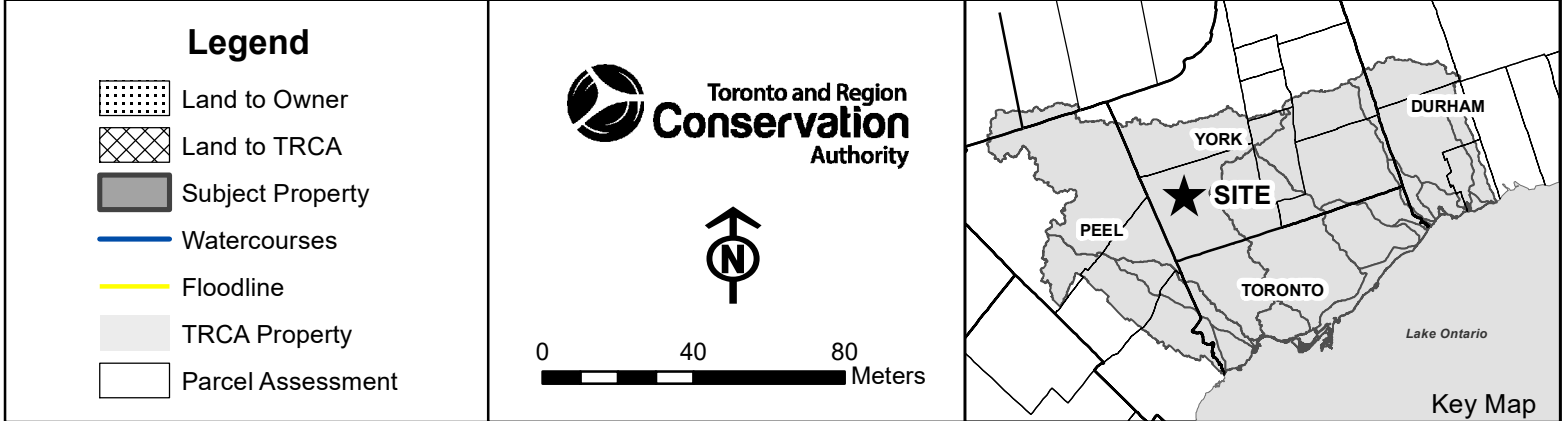 Legend
Land to Owner
Land to TRCA
Subject Property
Watercourses
Floodline
TRCA Property
Parcel Assessment
Toronto and Region
Conservation
Authority
N
0 40 80
Meters
DURHAM
YORK
SITE
PEEL
TORONTO
Lake Ontario
Key Map